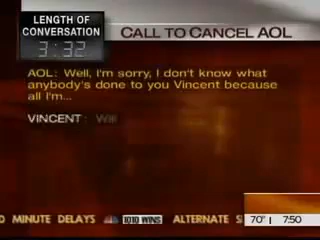 LENGTH OF
CONVERSATION
3:32
CALL TO CANCEL AOL
AOL: Well, I'm sorry, I don't know what
anybody's done to you Vincent because
all I'm...
VINCENT: Will
MINUTE DELAYS 1010 WINS ALTERNATE S 70° 7:50